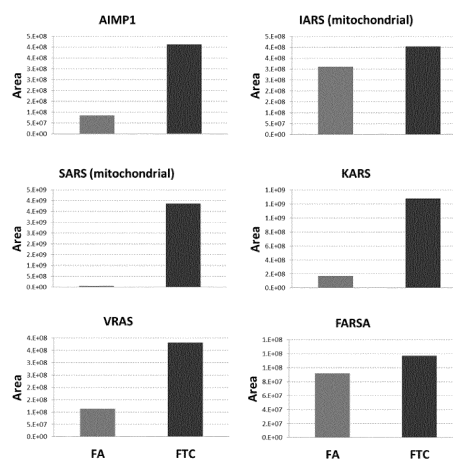 AIMP1
Area
5.E+08
4.E+08
4.E+08
3.E+08
3.E+08
2.E+08
2.E+08
1.E+08
5.E+07
0.E+00
IARS (mitochondrial)
Area
5.E+08
4.E+08
4.E+08
3.E+08
3.E+08
2.E+08
2.E+08
1.E+08
5.E+07
0.E+00
SARS (mitochondrial)
Area
5.E+09
4.E+09
4.E+09
3.E+09
3.E+09
2.E+09
2.E+09
1.E+09
5.E+08
0.E+00
KARS
Area
1.E+09
1.E+09
1.E+09
8.E+08
6.E+08
4.E+08
2.E+08
0.E+00
VRAS
Area
4.E+08
4.E+08
3.E+08
3.E+08
2.E+08
2.E+08
1.E+08
5.E+07
0.E+00
FA
FTC
FARSA
Area
1.E+08
1.E+08
1.E+08
8.E+07
6.E+07
4.E+07
2.E+07
0.E+00
FA
FTC